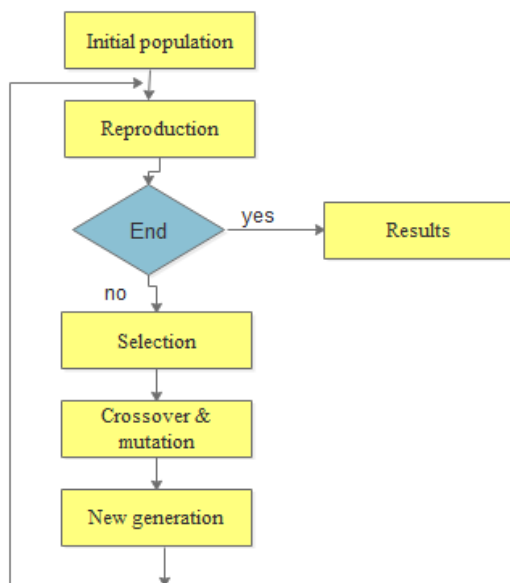 Initial population
Reproduction
End
yes
Results
no
Selection
Crossover &
mutation
New generation